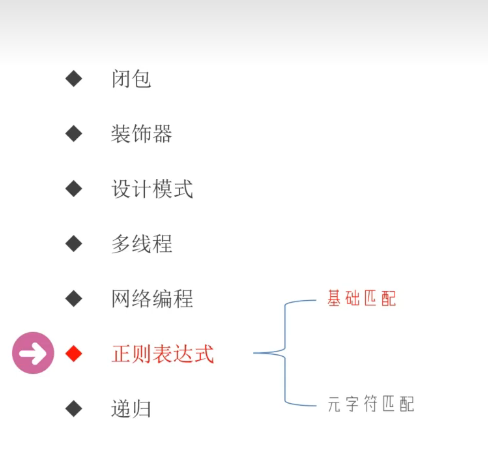 闭包
装饰器
设计模式
多线程
网络编程
基础匹配
正则表达式
元字符匹配
递归